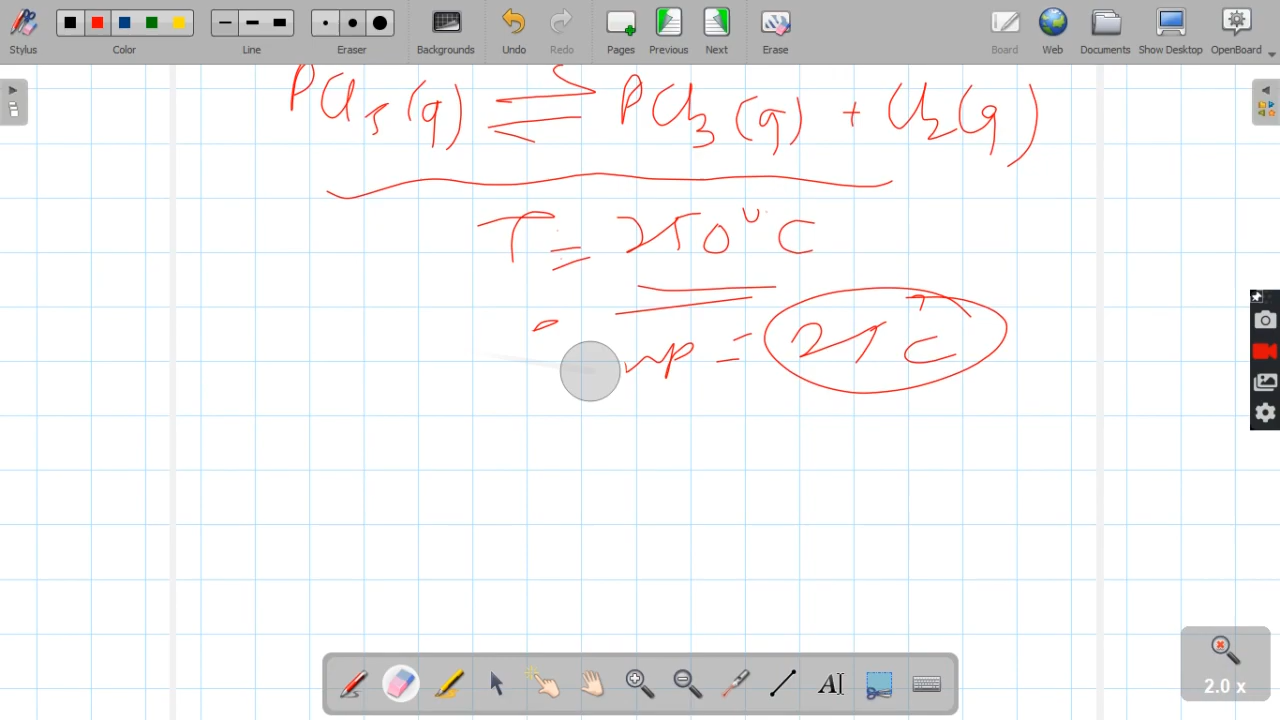 Stylus Color Line Eraser Backgrounds Undo Redo Pages Previous Next Erase Board Web Documents Show Desktop OpenBoard
PCl5 (g) ⇌ PCl3 (g) + Cl2 (g)
T = 250°C
mp = 25 C
2.0 x